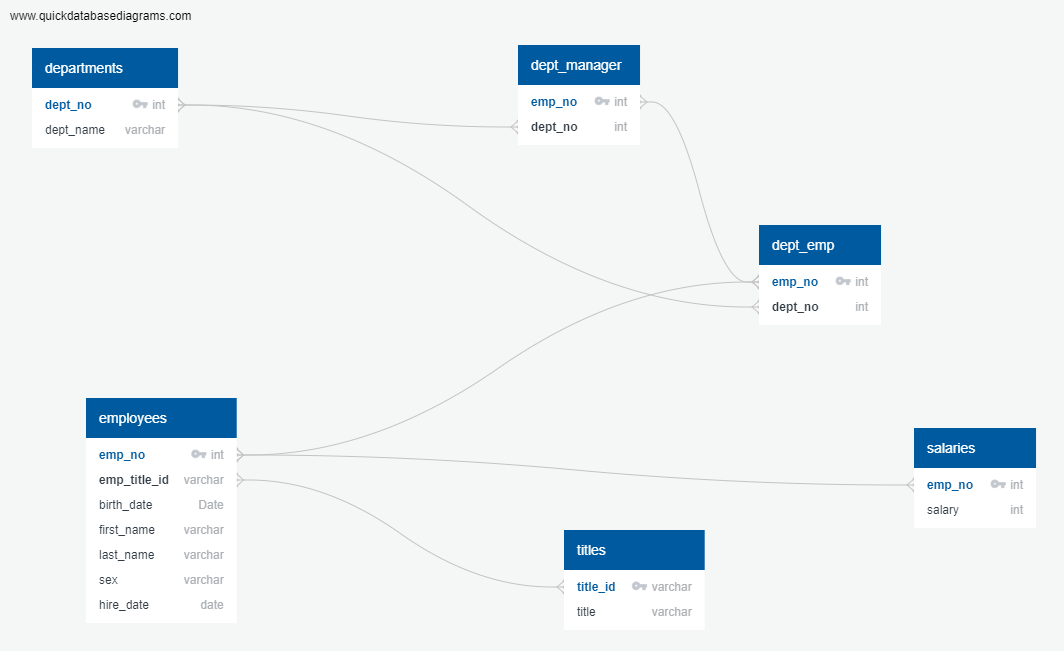 www.quickdatabasediagrams.com
departments
dept_no int
dept_name varchar
dept_manager
emp_no int
dept_no int
dept_emp
emp_no int
dept_no int
employees
emp_no int
emp_title_id varchar
birth_date Date
first_name varchar
last_name varchar
sex varchar
hire_date date
salaries
emp_no int
salary int
titles
title_id varchar
title varchar